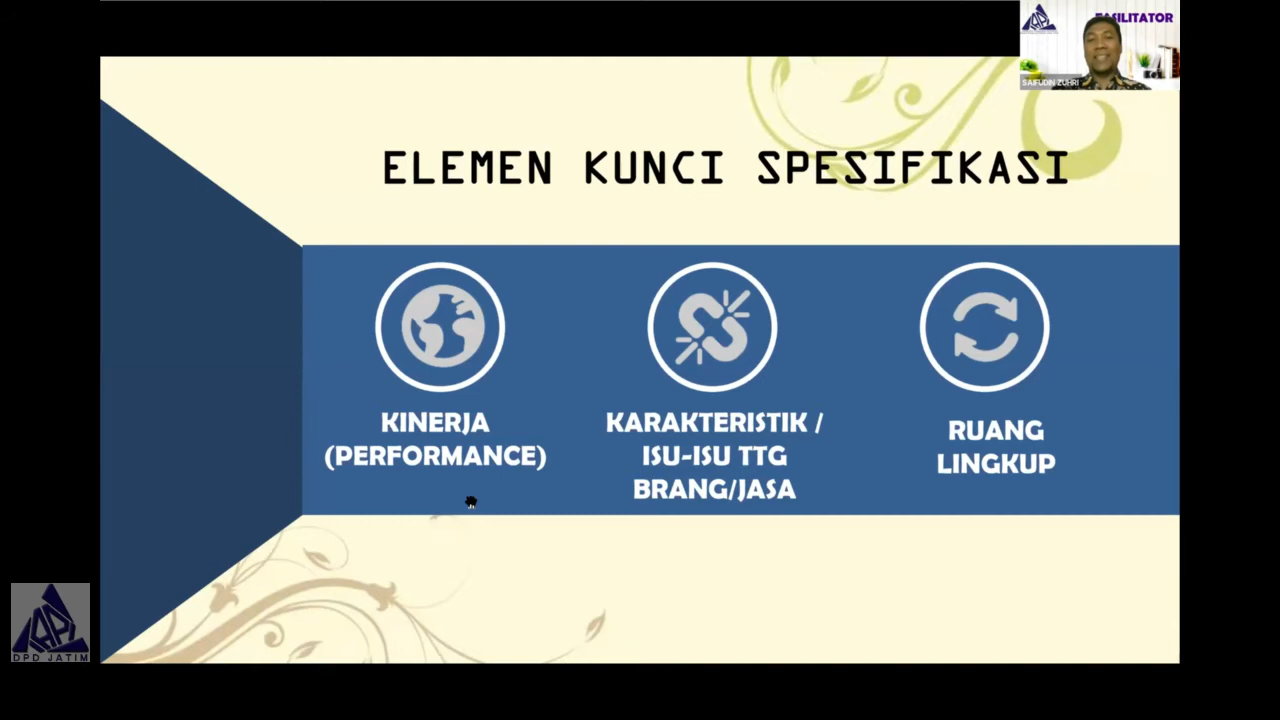 FASILITATOR
SAIFUDIN ZUHRI
ELEMEN KUNCI SPESIFIKASI
KINERJA
(PERFORMANCE)
KARAKTERISTIK /
ISU-ISU TTG
BRANG/JASA
RUANG
LINGKUP
DPD JATIM